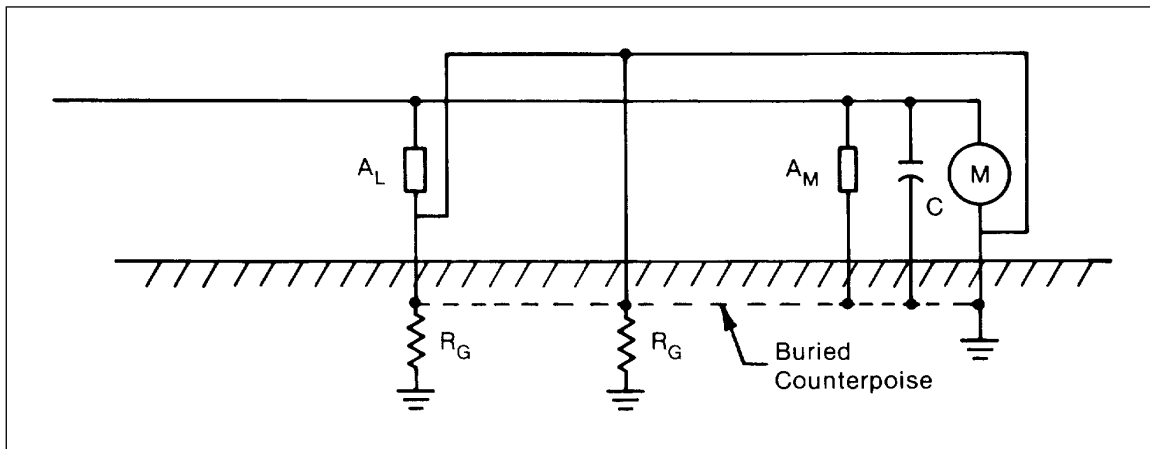 A_L
A_M
C
M
R_G
R_G
Buried
Counterpoise